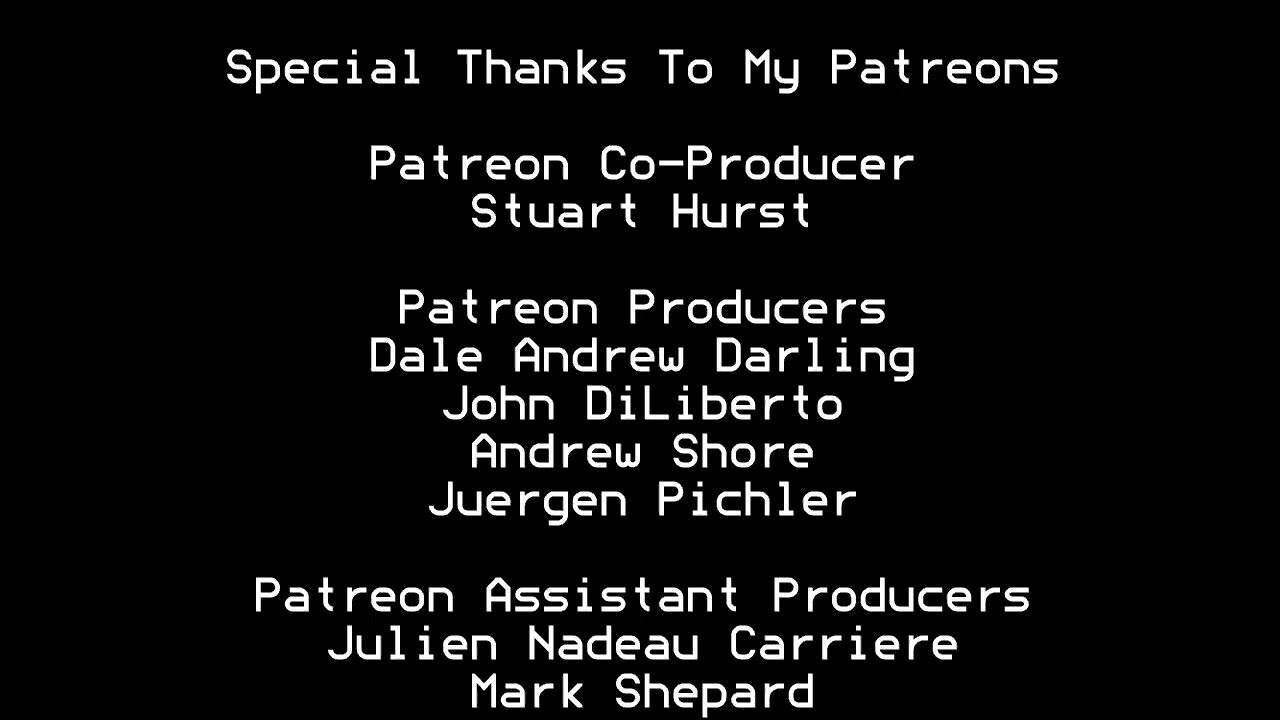 Special Thanks To My Patreons
Patreon Co-Producer
Stuart Hurst
Patreon Producers
Dale Andrew Darling
John DiLiberto
Andrew Shore
Juergen Pichler
Patreon Assistant Producers
Julien Nadeau Carriere
Mark Shepard